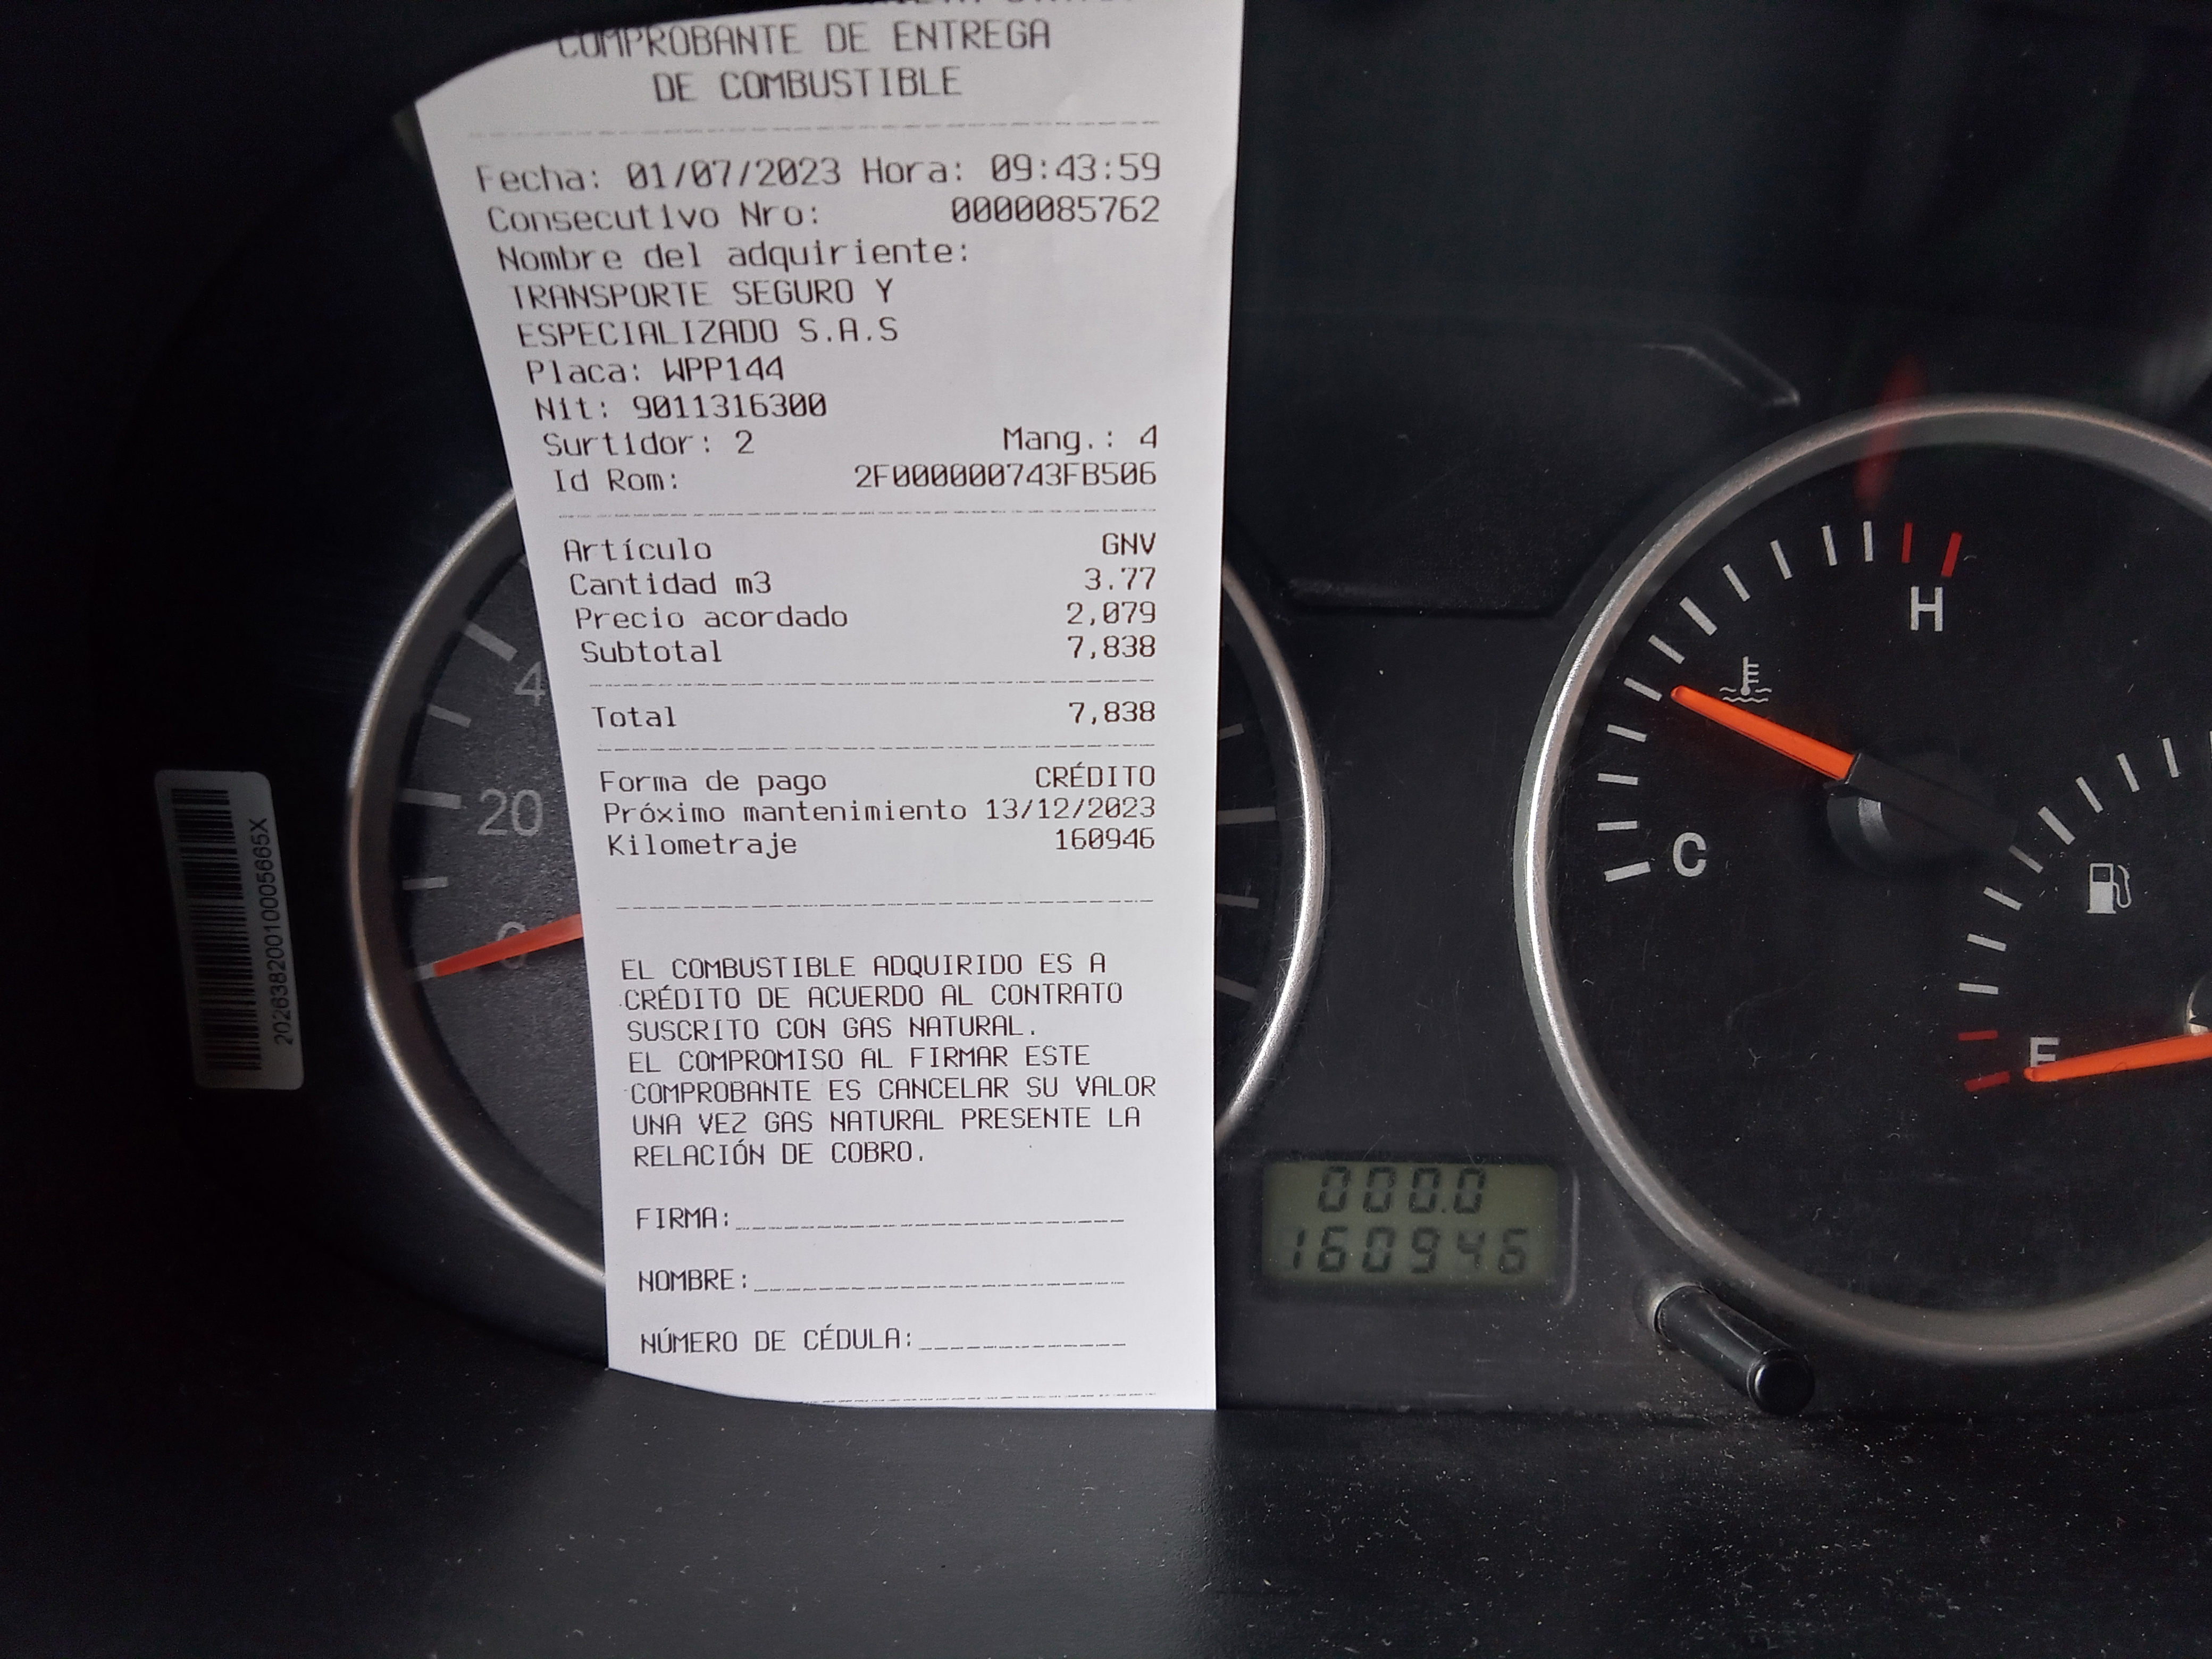 COMPROBANTE DE ENTREGA
DE COMBUSTIBLE
Fecha: 01/07/2023 Hora: 09:43:59
Consecutivo Nro: 0000085762
Nombre del adquiriente:
TRANSPORTE SEGURO Y
ESPECIALIZADO S.A.S
Placa: WPP144
Nit: 9011316300
Surtidor: 2 Mang.: 4
Id Rom: 2F000000743FB506
Artículo GNV
Cantidad m3 3.77
Precio acordado 2,079
Subtotal 7,838
Total 7,838
Forma de pago CRÉDITO
Próximo mantenimiento 13/12/2023
Kilometraje 160946
EL COMBUSTIBLE ADQUIRIDO ES A
CRÉDITO DE ACUERDO AL CONTRATO
SUSCRITO CON GAS NATURAL.
EL COMPROMISO AL FIRMAR ESTE
COMPROBANTE ES CANCELAR SU VALOR
UNA VEZ GAS NATURAL PRESENTE LA
RELACIÓN DE COBRO.
FIRMA:
NOMBRE:
NÚMERO DE CÉDULA:
20
0
202638200100056​65X
H
C
E
000.0
160946